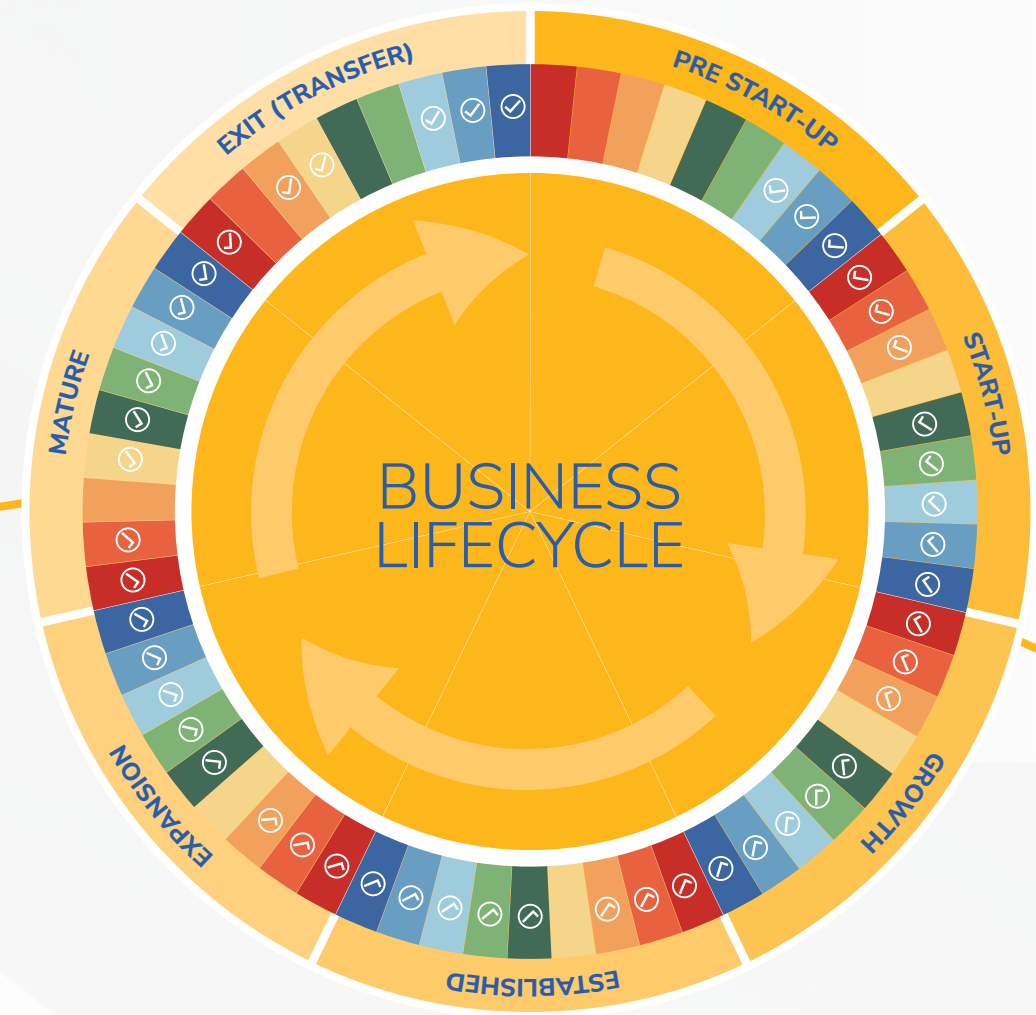 PRE START-UP
START-UP
GROWTH
ESTABLISHED
EXPANSION
MATURE
EXIT (TRANSFER)
BUSINESS
LIFECYCLE